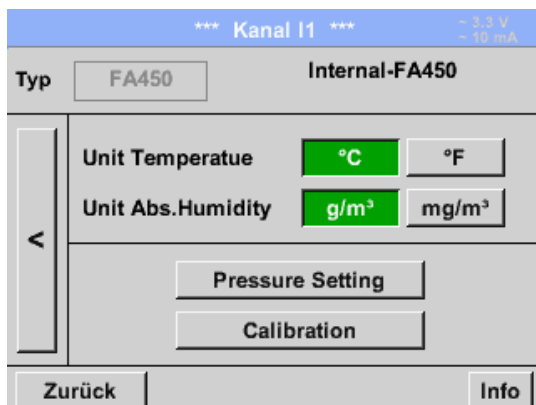 *** Kanal I1 ***
~ 3.3 V
~ 10 mA
Typ FA450 Internal-FA450
Unit Temperatue °C °F
Unit Abs.Humidity g/m³ mg/m³
<
Pressure Setting
Calibration
Zurück Info